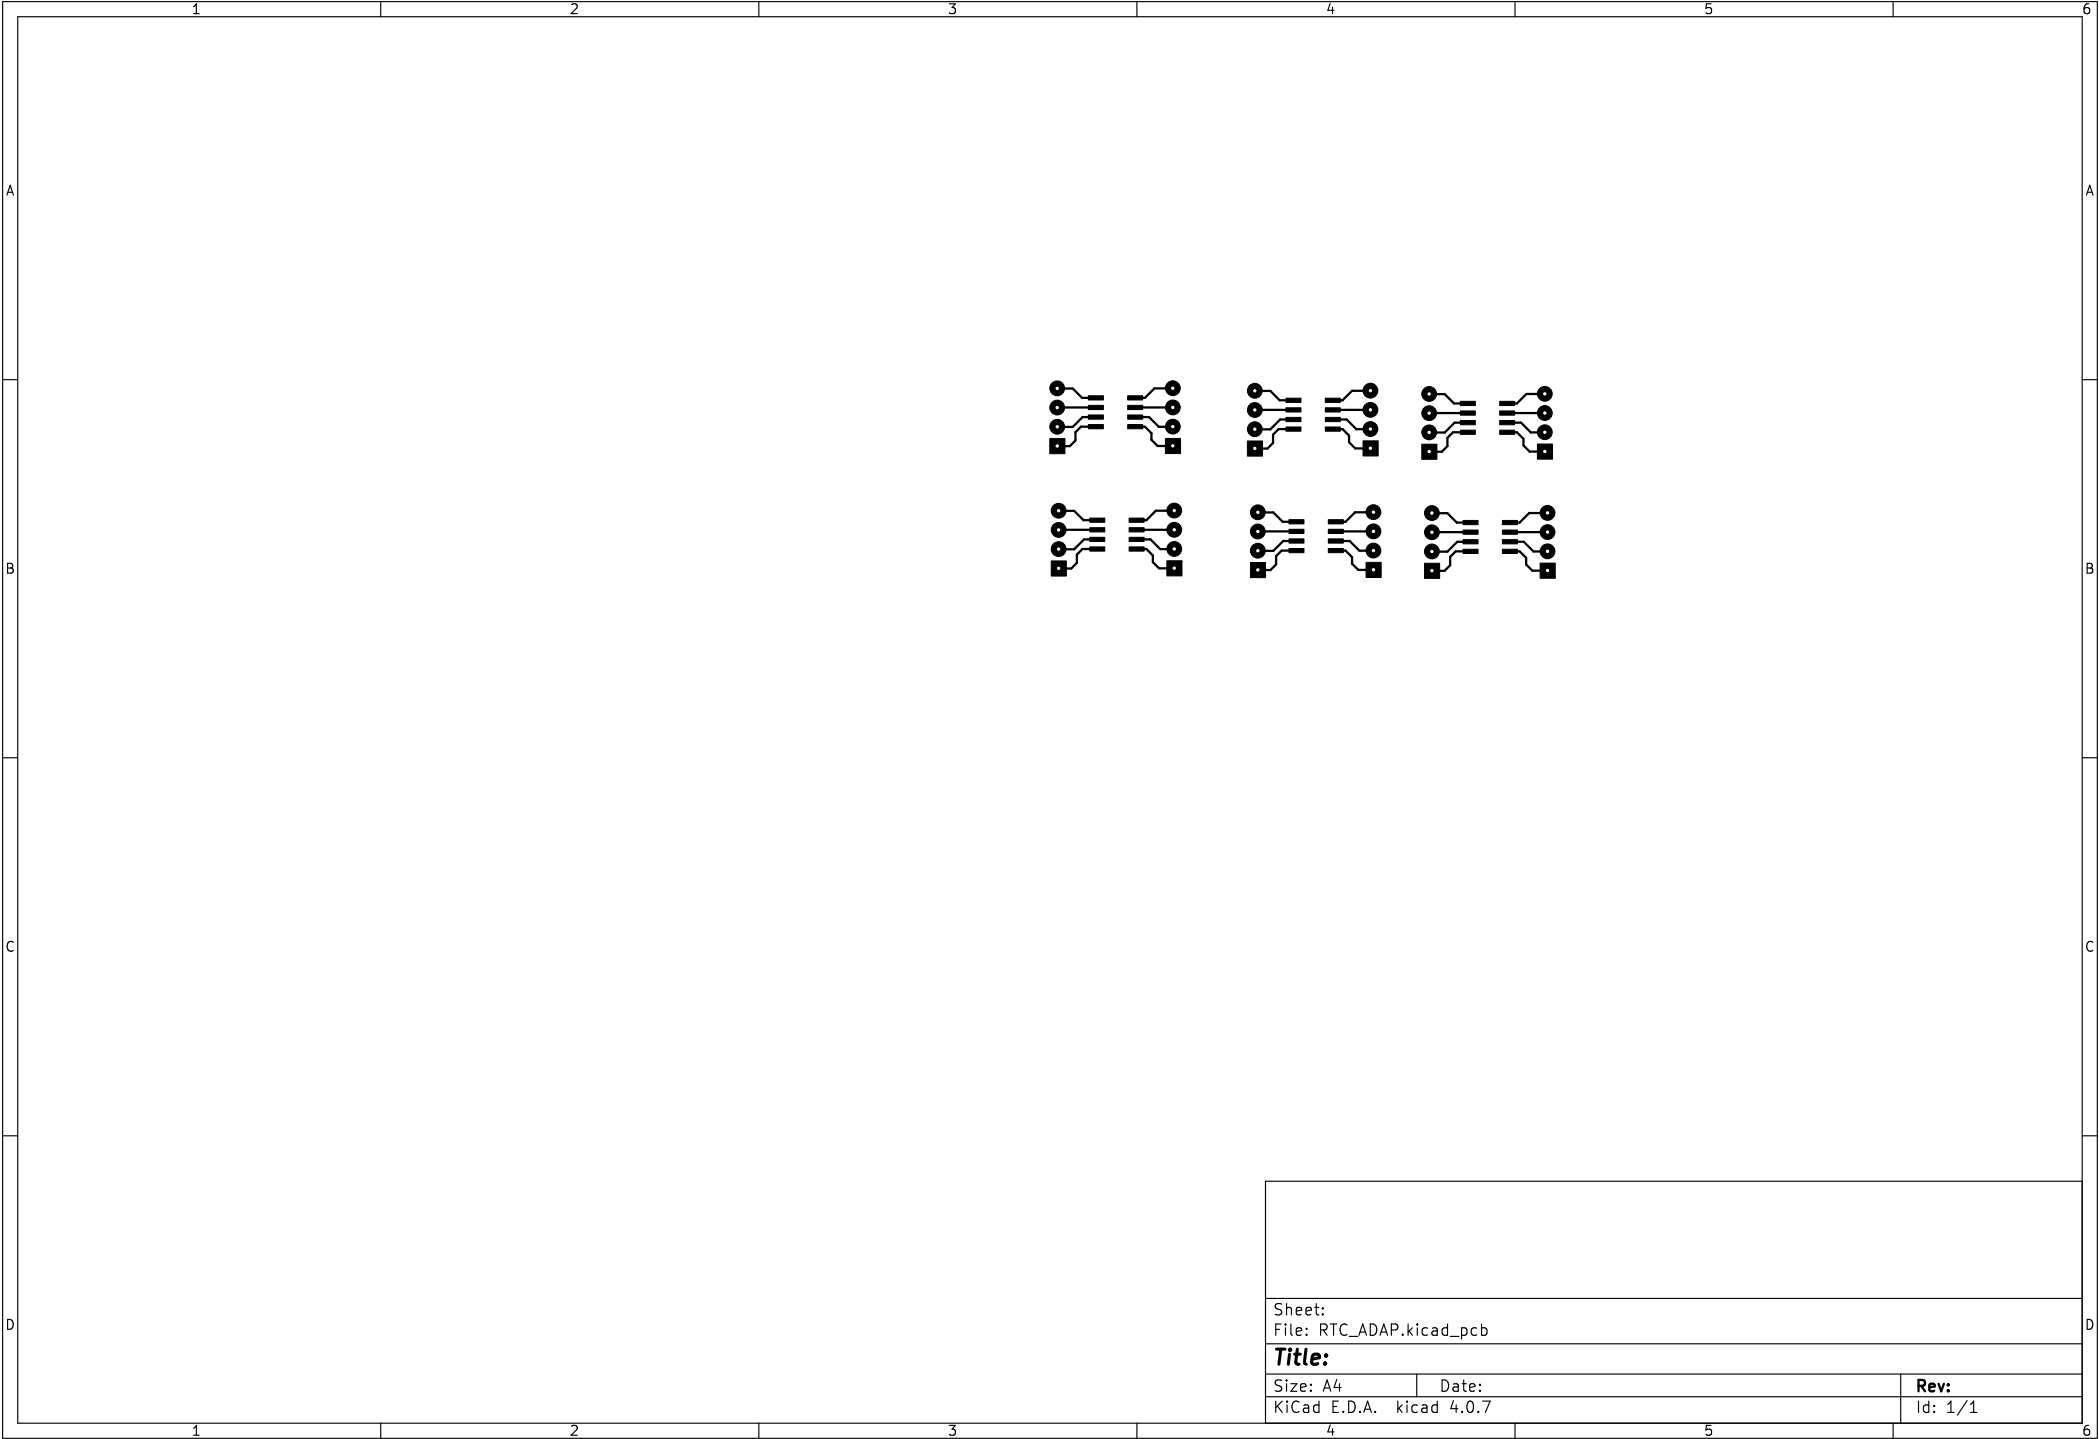 1 2 3 4 5 6
A A
B B
C C
Sheet:
File: RTC_ADAP.kicad_pcb
D D
Title:
Size: A4 Date: Rev:
KiCad E.D.A. kicad 4.0.7 Id: 1/1
1 2 3 4 5 6